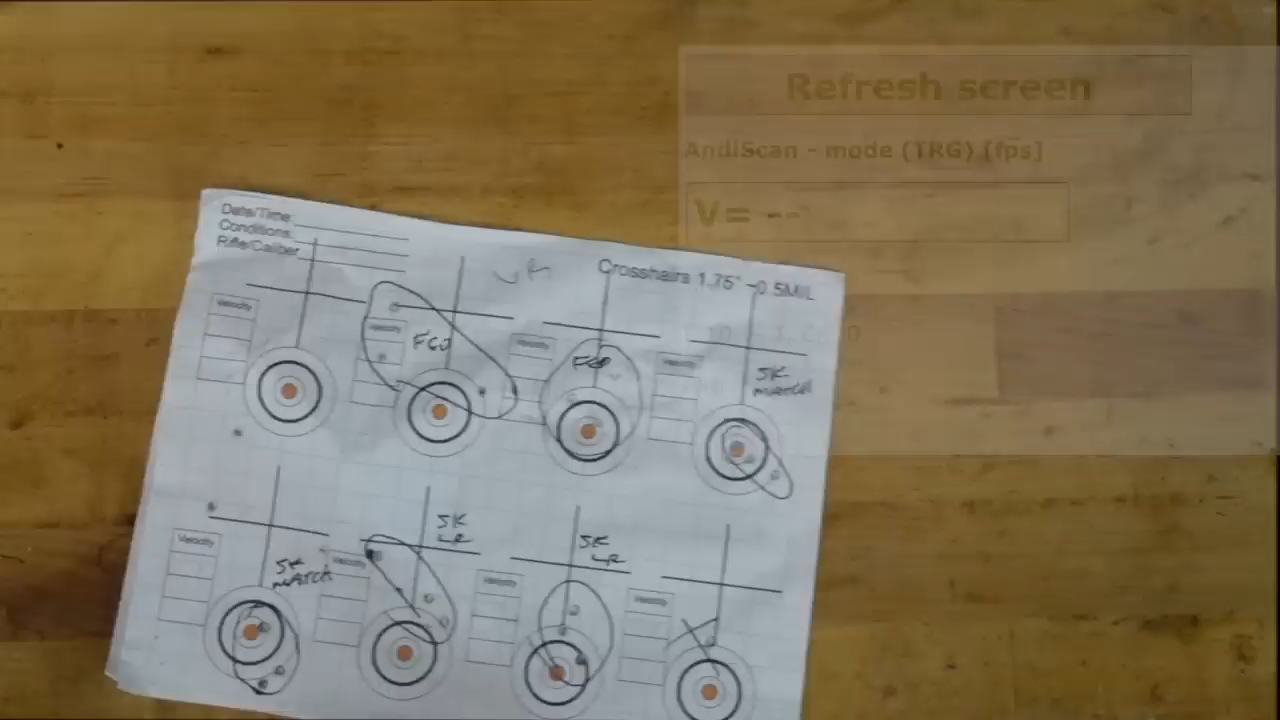 Refresh screen
AndiScan - mode (TRG) (fps)
V= --
Date/Time:
Conditions:
Rifle/Caliber
Crosshairs 1.75" ~0.5MIL
Velocity
Velocity
FGO
Velocity
Velocity
SK
MATCH
Velocity
SK
MATCH
Velocity
SK
LR
Velocity
SK
LR
Velocity